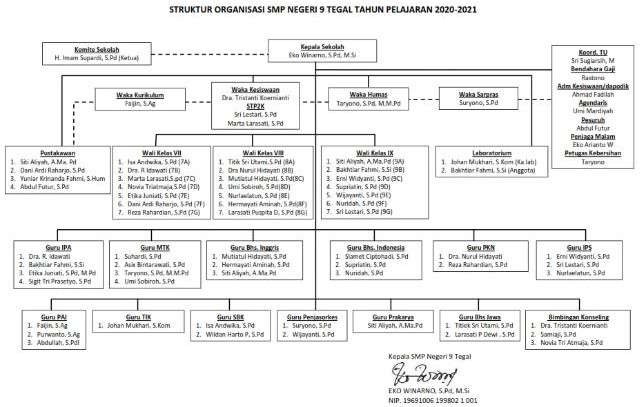 STRUKTUR ORGANISASI SMP NEGERI 9 TEGAL TAHUN PELAJARAN 2020-2021
Komite Sekolah
H. Imam Supardi, S.Pd (Ketua)
Kepala Sekolah
Eko Winarno, S.Pd, M.Si
Koord. TU
Sri Sugiarsih, M
Bendahara Gaji
Rastono
Adm Kesiswaan/dapodik
Ahmad Fadilah
Agendaris
Umi Mardiyah
Pesuruh
Abdul Futur
Penjaga Malam
Eko Arianto W
Petugas Kebersihan
Taryono
Waka Kurikulum
Faijin, S.Ag
Waka Kesiswaan
Dra. Tristanti Koernianti
STP2K
Sri Lestari, S.Pd
Marta Larasati, S.Pd
Waka Humas
Taryono, S.Pd, M.M.Pd
Waka Sarpras
Suryono, S.Pd
Pustakawan
1. Siti Aliyah, A.Ma. Pd
2. Dani Ardi Raharjo, S.Pd
3. Yuniar Krinanda Fahmi, S.Hum
4. Abdul Futur, S.Pd
Wali Kelas VII
1. Isa Andwika, S.Pd (7A)
2. Dra. R Idawati (7B)
3. Marta Larasati, S.Pd (7C)
4. Novia Triatmaja, S.Pd (7D)
5. Etika Juniati, S.Pd (7E)
6. Dani Ardi Raharjo, S.Pd (7F)
7. Reza Rahardian, S.Pd (7G)
Wali Kelas VIII
1. Titik Sri Utami, S.Pd (8A)
2. Dra Nurul Hidayati (8B)
3. Mutiatul Hidayati, S.Pd (8C)
4. Umi Sobiroh, S.Pd (8D)
5. Nurlaelatun, S.Pd (8E)
6. Hermayati Aminah, S.Pd (8F)
7. Larasati Puspita D, S.Pd (8G)
Wali Kelas IX
1. Siti Aliyah, A.Ma.Pd (9A)
2. Bakhtiar Fahmi, S.Si (9B)
3. Erni Widyanti, S.Pd (9C)
4. Supriatin, S.Pd (9D)
5. Wijayanti, S.Pd (9E)
6. Nuridah, S.Pd (9F)
7. Sri Lestari, S.Pd (9G)
Laboratorium
1. Johan Mukhari, S.Kom (Ka.lab)
2. Bakhtiar Fahmi, S.Si (Anggota)
Guru IPA
1. Dra. R. Idawati
2. Bakhtiar Fahmi, S.Si
3. Etika Juniati, S.Pd, M.Pd
4. Sigit Tri Prasetyo, S.Pd
Guru MTK
1. Suhardi, S.Pd
2. Asix Bintarawati, S.Pd
3. Taryono, S.Pd, M.M.Pd
4. Umi Sobiroh, S.Pd
Guru Bhs. Inggris
1. Mutiatul Hidayati, S.Pd
2. Hermayani Aminah, S.Pd
3. Siti Aliyah, A.Ma.Pd
Guru Bhs. Indonesia
1. Slamet Ciptohadi, S.Pd
2. Supriatin, S.Pd
3. Nuridah, S.Pd
Guru PKN
1. Dra. Nurul Hidayati
2. Reza Rahardian, S.Pd
Guru IPS
1. Erni Widyanti, S.Pd
2. Sri Lestari, S.Pd
3. Nurlaelatun, S.Pd
Guru PAI
1. Faijin, S.Ag
2. Purwanto, S.Ag
3. Abdullah, S.PdI
Guru TIK
1. Johan Mukhari, S.Kom
Guru SBK
1. Isa Andwika, S.Pd
2. Wildan Harto P, S.Pd
Guru Penjasorkes
1. Suryono, S.Pd
2. Wijayanti, S.Pd
Guru Prakarya
Siti Aliyah, A.Ma.Pd
Guru Bhs Jawa
1. Titiek Sri Utami, S.Pd
2. Larasati P Dewi, S.Pd
Bimbingan Konseling
1. Dra. Tristanti Koernianti
2. Samiaji, S.Pd
3. Novia Tri Atmaja, S.Pd
Kepala SMP Negeri 9 Tegal
EKO WINARNO, S.Pd, M.Si
NIP. 19691006 199802 1 001